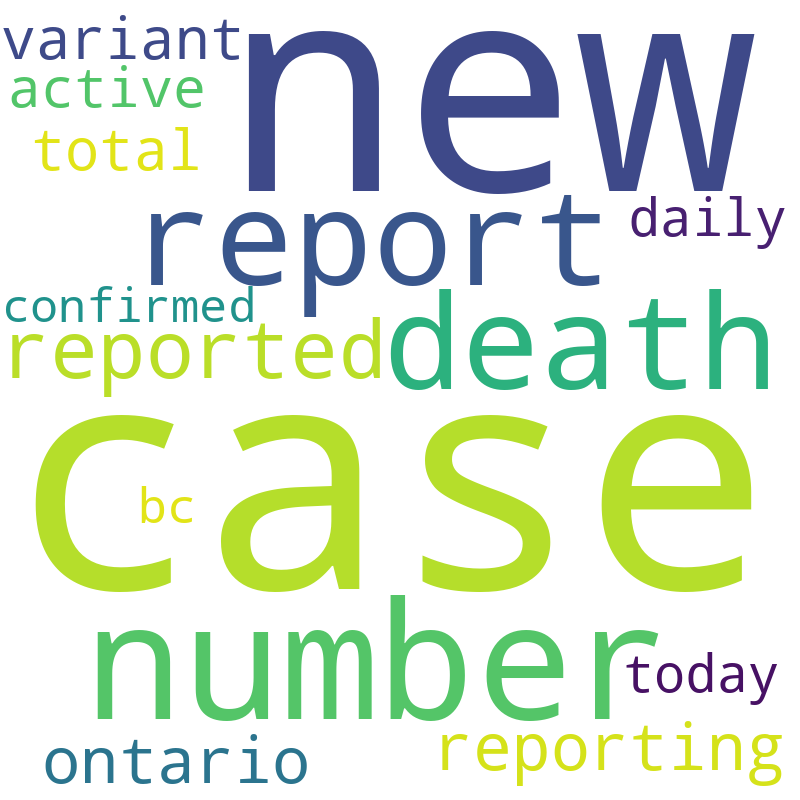 variant
new
active
total
report
daily
confirmed
reported
death
case
bc
number
today
ontario
reporting